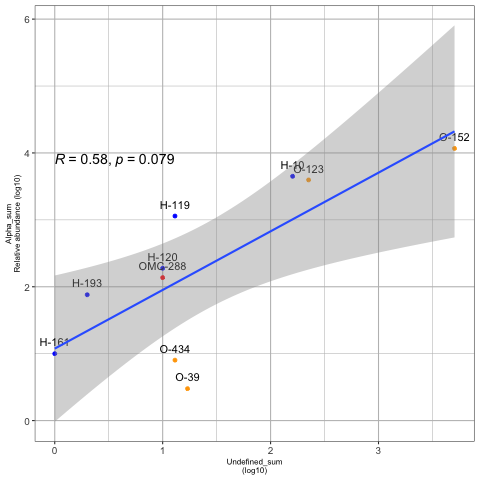 6
4
2
0
Alpha_sum
Relative abundance (log10)
R = 0.58, p = 0.079
O-152
H-10
O-123
H-119
H-120
OMG-288
H-193
H-161
O-434
O-39
0
1
2
3
Undefined_sum
(log10)